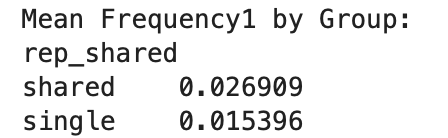 Mean Frequency1 by Group:
rep_shared
shared    0.026909
single    0.015396